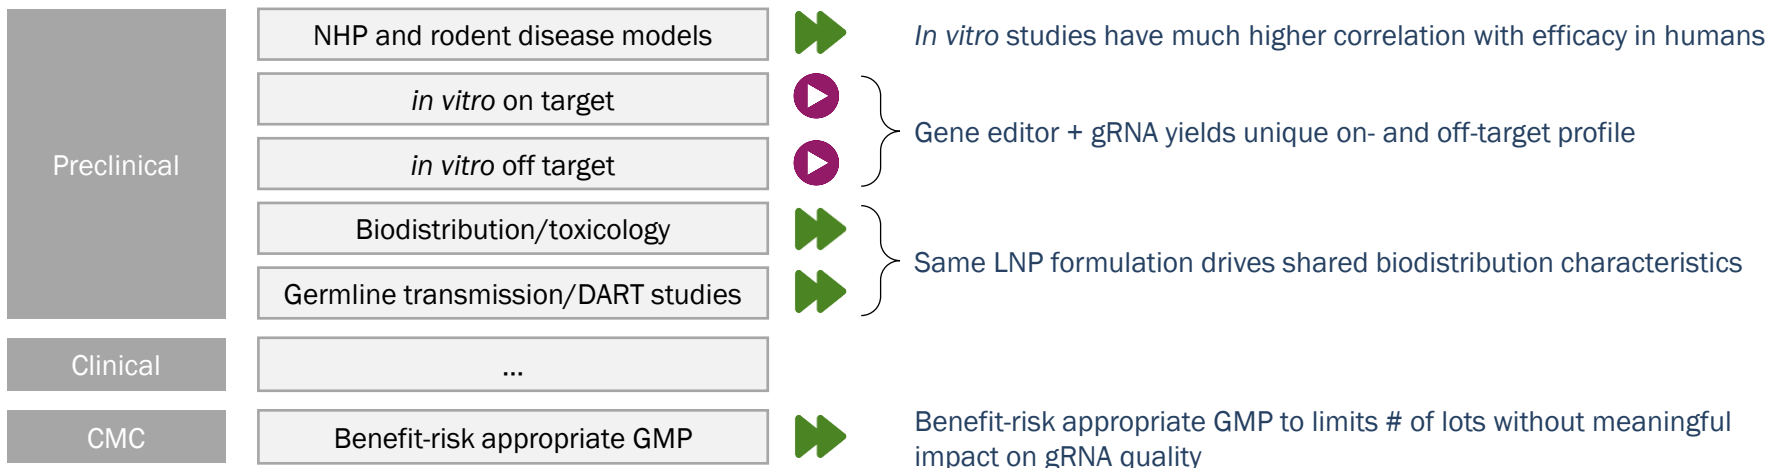 Preclinical
NHP and rodent disease models
In vitro studies have much higher correlation with efficacy in humans
in vitro on target
in vitro off target
Gene editor + gRNA yields unique on- and off-target profile
Biodistribution/toxicology
Germline transmission/DART studies
Same LNP formulation drives shared biodistribution characteristics
Clinical
...
CMC
Benefit-risk appropriate GMP
Benefit-risk appropriate GMP to limits # of lots without meaningful
impact on gRNA quality